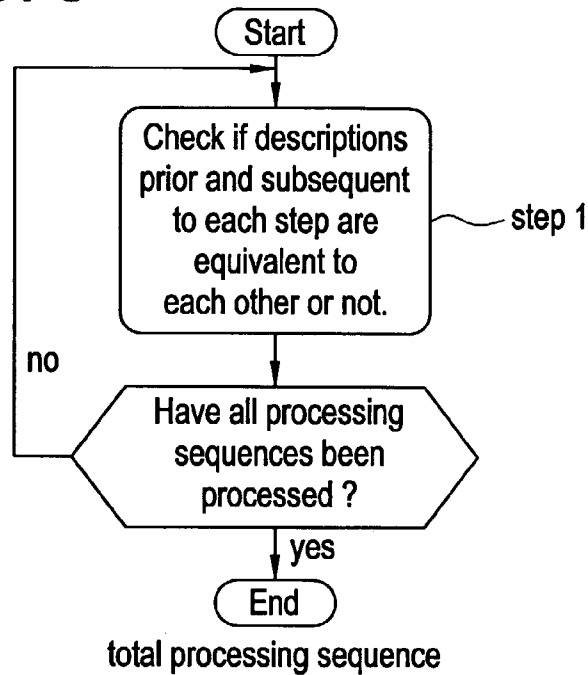 Start
Check if descriptions
prior and subsequent
to each step are
equivalent to
each other or not.
step 1
no
Have all processing
sequences been
processed ?
yes
End
total processing sequence